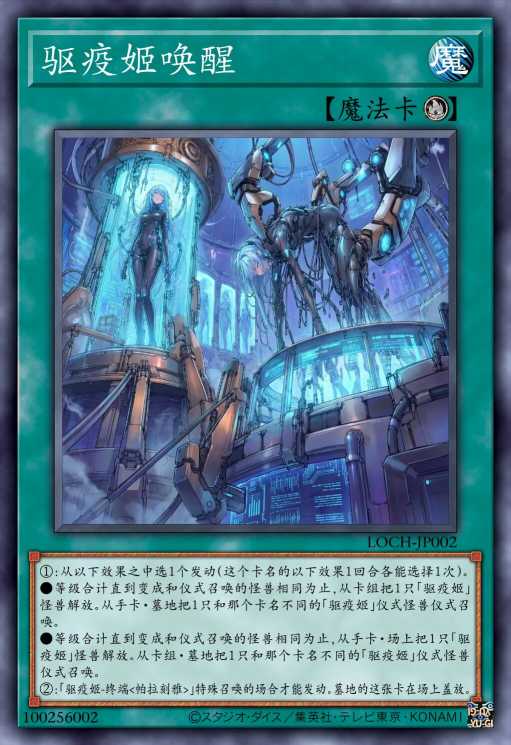 驱疫姬唤醒
魔
【魔法卡】
LOCH-JP002
①:从以下效果之中选1个发动(这个卡名的以下效果1回合各能选择1次)。
●等级合计直到变成和仪式召唤的怪兽相同为止,从卡组把1只「驱疫姬」
怪兽解放。从手卡·墓地把1只和那个卡名不同的「驱疫姬」仪式怪兽仪式召
唤。
●等级合计直到变成和仪式召唤的怪兽相同为止,从手卡·场上把1只「驱疫
姬」怪兽解放。从卡组·墓地把1只和那个卡名不同的「驱疫姬」仪式怪兽
仪式召唤。
②:「驱疫姬-终端<帕拉刻雅>」特殊召唤的场合才能发动。墓地的这张卡在场上盖放。
100256002
©スタジオ・ダイス/集英社・テレビ東京・KONAMI